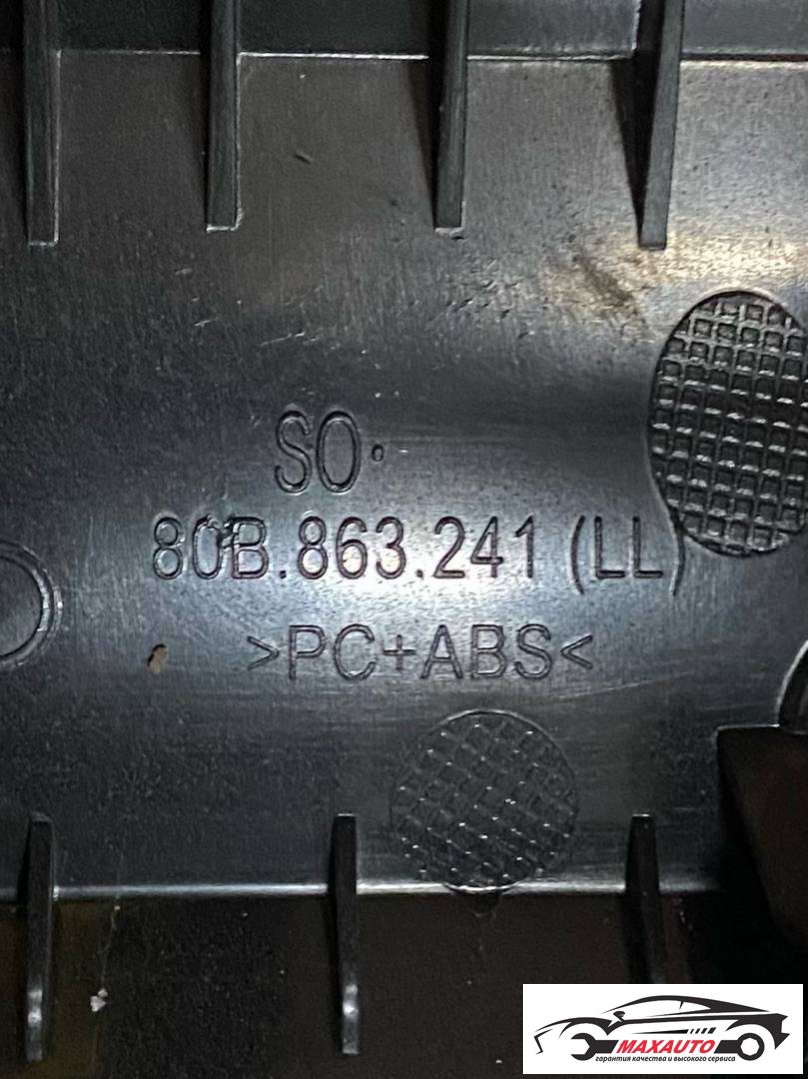 SO.
80B.863.241 (LL)
>PC+ABS<
MAXAUTO
гарантия качества и высокого сервиса